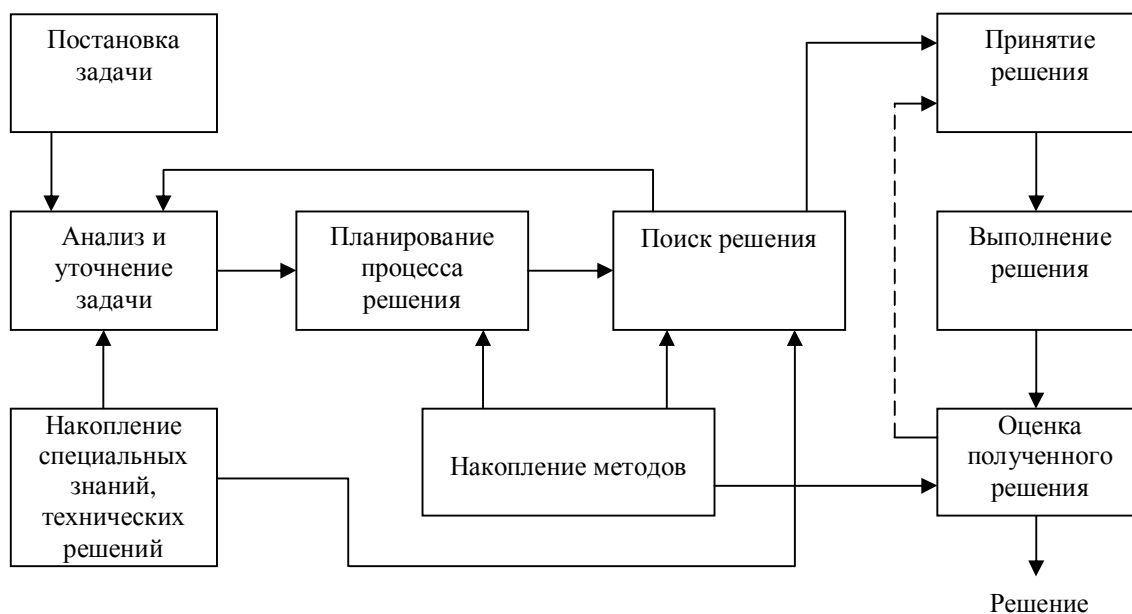 Постановка
задачи
Принятие
решения
Анализ и
уточнение
задачи
Планирование
процесса
решения
Поиск решения
Выполнение
решения
Накопление
специальных
знаний,
технических
решений
Накопление методов
Оценка
полученного
решения
Решение